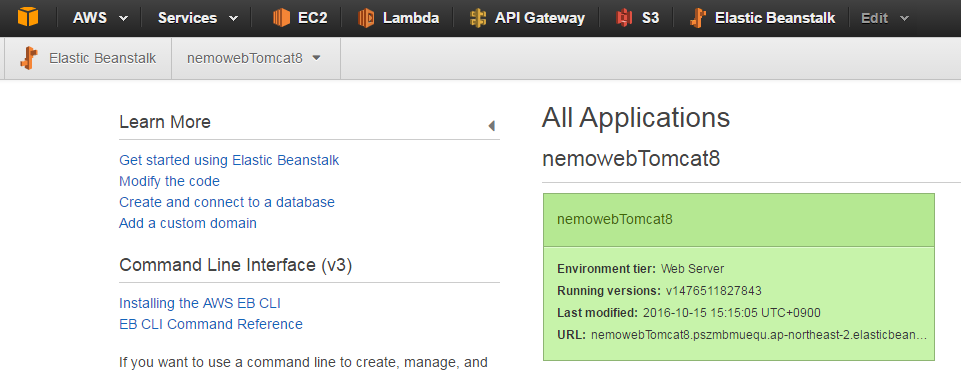 AWS Services EC2 Lambda API Gateway S3 Elastic Beanstalk Edit
Elastic Beanstalk nemowebTomcat8
Learn More
Get started using Elastic Beanstalk
Modify the code
Create and connect to a database
Add a custom domain
Command Line Interface (v3)
Installing the AWS EB CLI
EB CLI Command Reference
If you want to use a command line to create, manage, and
All Applications
nemowebTomcat8
nemowebTomcat8
Environment tier: Web Server
Running versions: v1476511827843
Last modified: 2016-10-15 15:15:05 UTC+0900
URL: nemowebTomcat8.pszmbmuequ.ap-northeast-2.elasticbean…